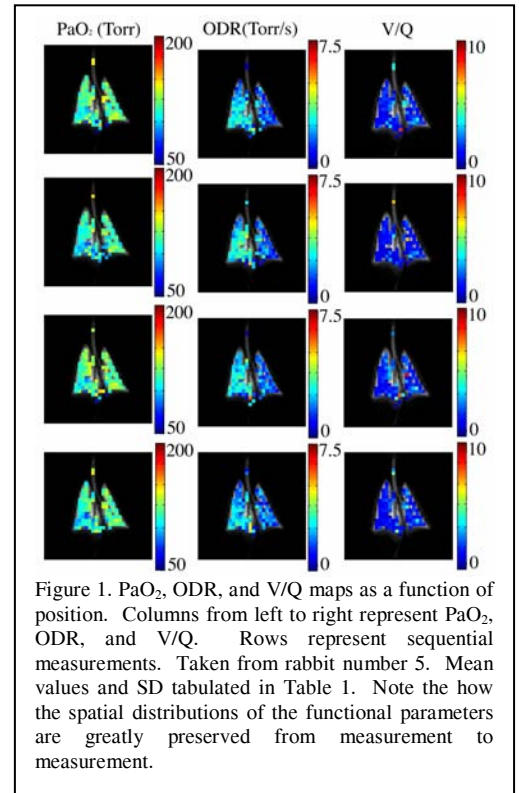 PaO₂ (Torr) ODR(Torr/s) V/Q
200 7.5 10
50 0 0
200 7.5 10
50 0 0
200 7.5 10
50 0 0
200 7.5 10
50 0 0
Figure 1. PaO₂, ODR, and V/Q maps as a function of
position. Columns from left to right represent PaO₂,
ODR, and V/Q. Rows represent sequential
measurements. Taken from rabbit number 5. Mean
values and SD tabulated in Table 1. Note the how
the spatial distributions of the functional parameters
are greatly preserved from measurement to
measurement.